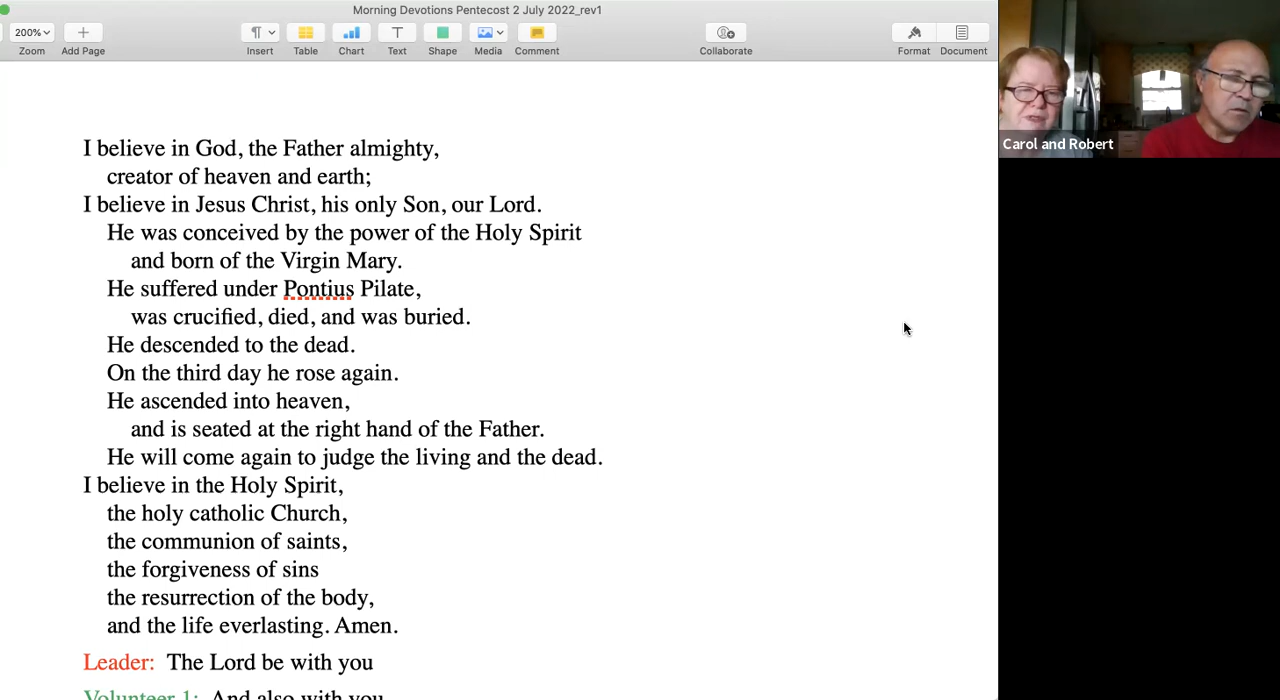 Morning Devotions Pentecost 2 July 2022_rev1
200%
Zoom
Add Page
Insert
Table
Chart
Text
Shape
Media
Comment
Collaborate
Format
Document
Carol and Robert
I believe in God, the Father almighty,
creator of heaven and earth;
I believe in Jesus Christ, his only Son, our Lord.
He was conceived by the power of the Holy Spirit
and born of the Virgin Mary.
He suffered under Pontius Pilate,
was crucified, died, and was buried.
He descended to the dead.
On the third day he rose again.
He ascended into heaven,
and is seated at the right hand of the Father.
He will come again to judge the living and the dead.
I believe in the Holy Spirit,
the holy catholic Church,
the communion of saints,
the forgiveness of sins
the resurrection of the body,
and the life everlasting. Amen.
Leader: The Lord be with you
Volunteer 1: And also with you